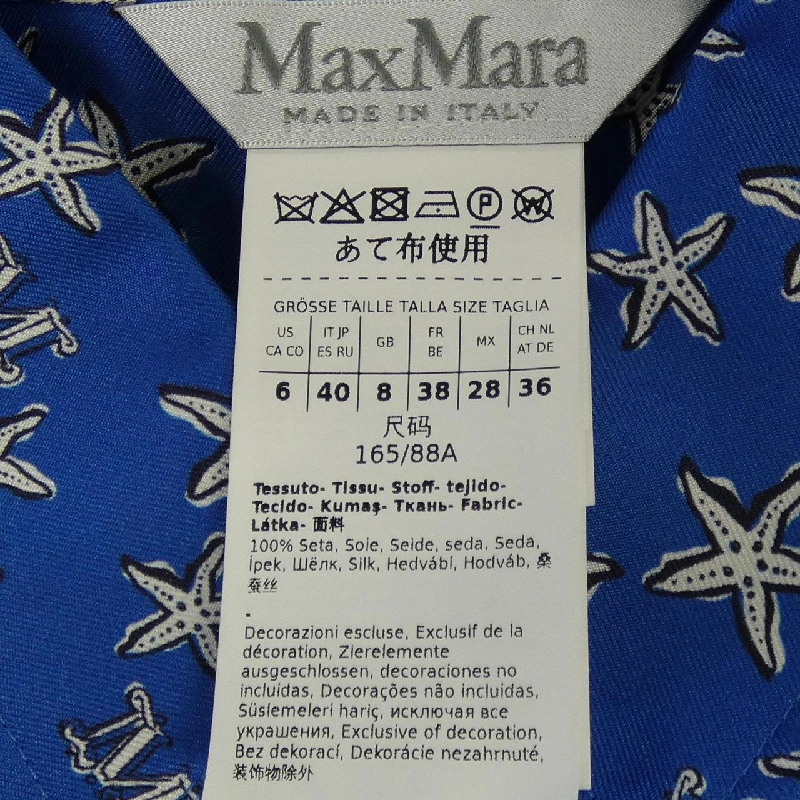 MaxMara
MADE IN ITALY
P W
あて布使用
GRÖSSE TAILLE TALLA SIZE TAGLIA
US CA CO | IT JP ES RU | GB | FR BE | MX | CH NL AT DE
6 | 40 | 8 | 38 | 28 | 36
尺码
165/88A
Tessuto- Tissu- Stoff- tejido-
Tecido- Kumaş- Ткань- Fabric-
Látka- 面料
100% Seta, Soie, Seide, seda, Seda,
İpek, Шёлк, Silk, Hedvábí, Hodváb, 桑
蚕丝
-
Decorazioni escluse, Exclusif de la
décoration, Zierelemente
ausgeschlossen, decoraciones no
incluidas, Decorações não incluidas,
Süslemeleri hariç, исключая все
украшения, Exclusive of decoration,
Bez dekorací, Dekorácie nezahrnuté,
装饰物除外
M
M